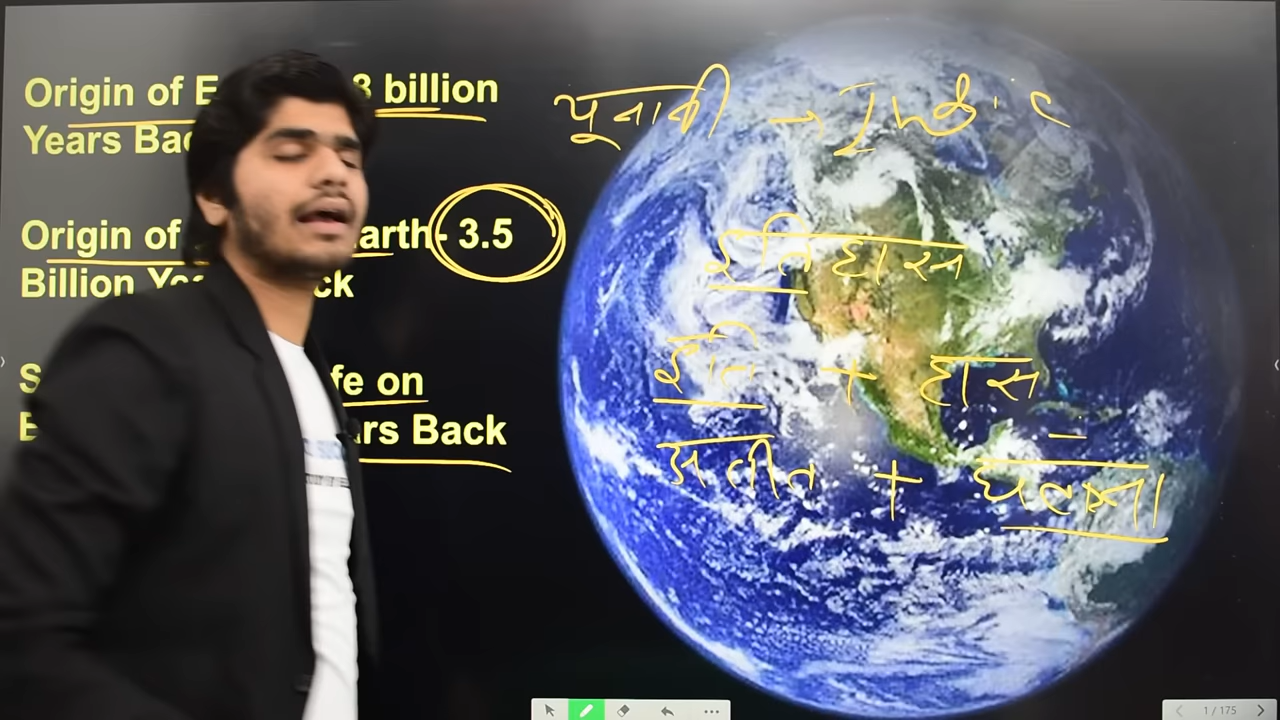 Origin of E 8 billion
Years Bac
Origin of arth- 3.5
Billion Ye ck
S fe on
B ars Back
यूनानी →
इतिहास
इति + हास
अतीत + घटना
1 / 175